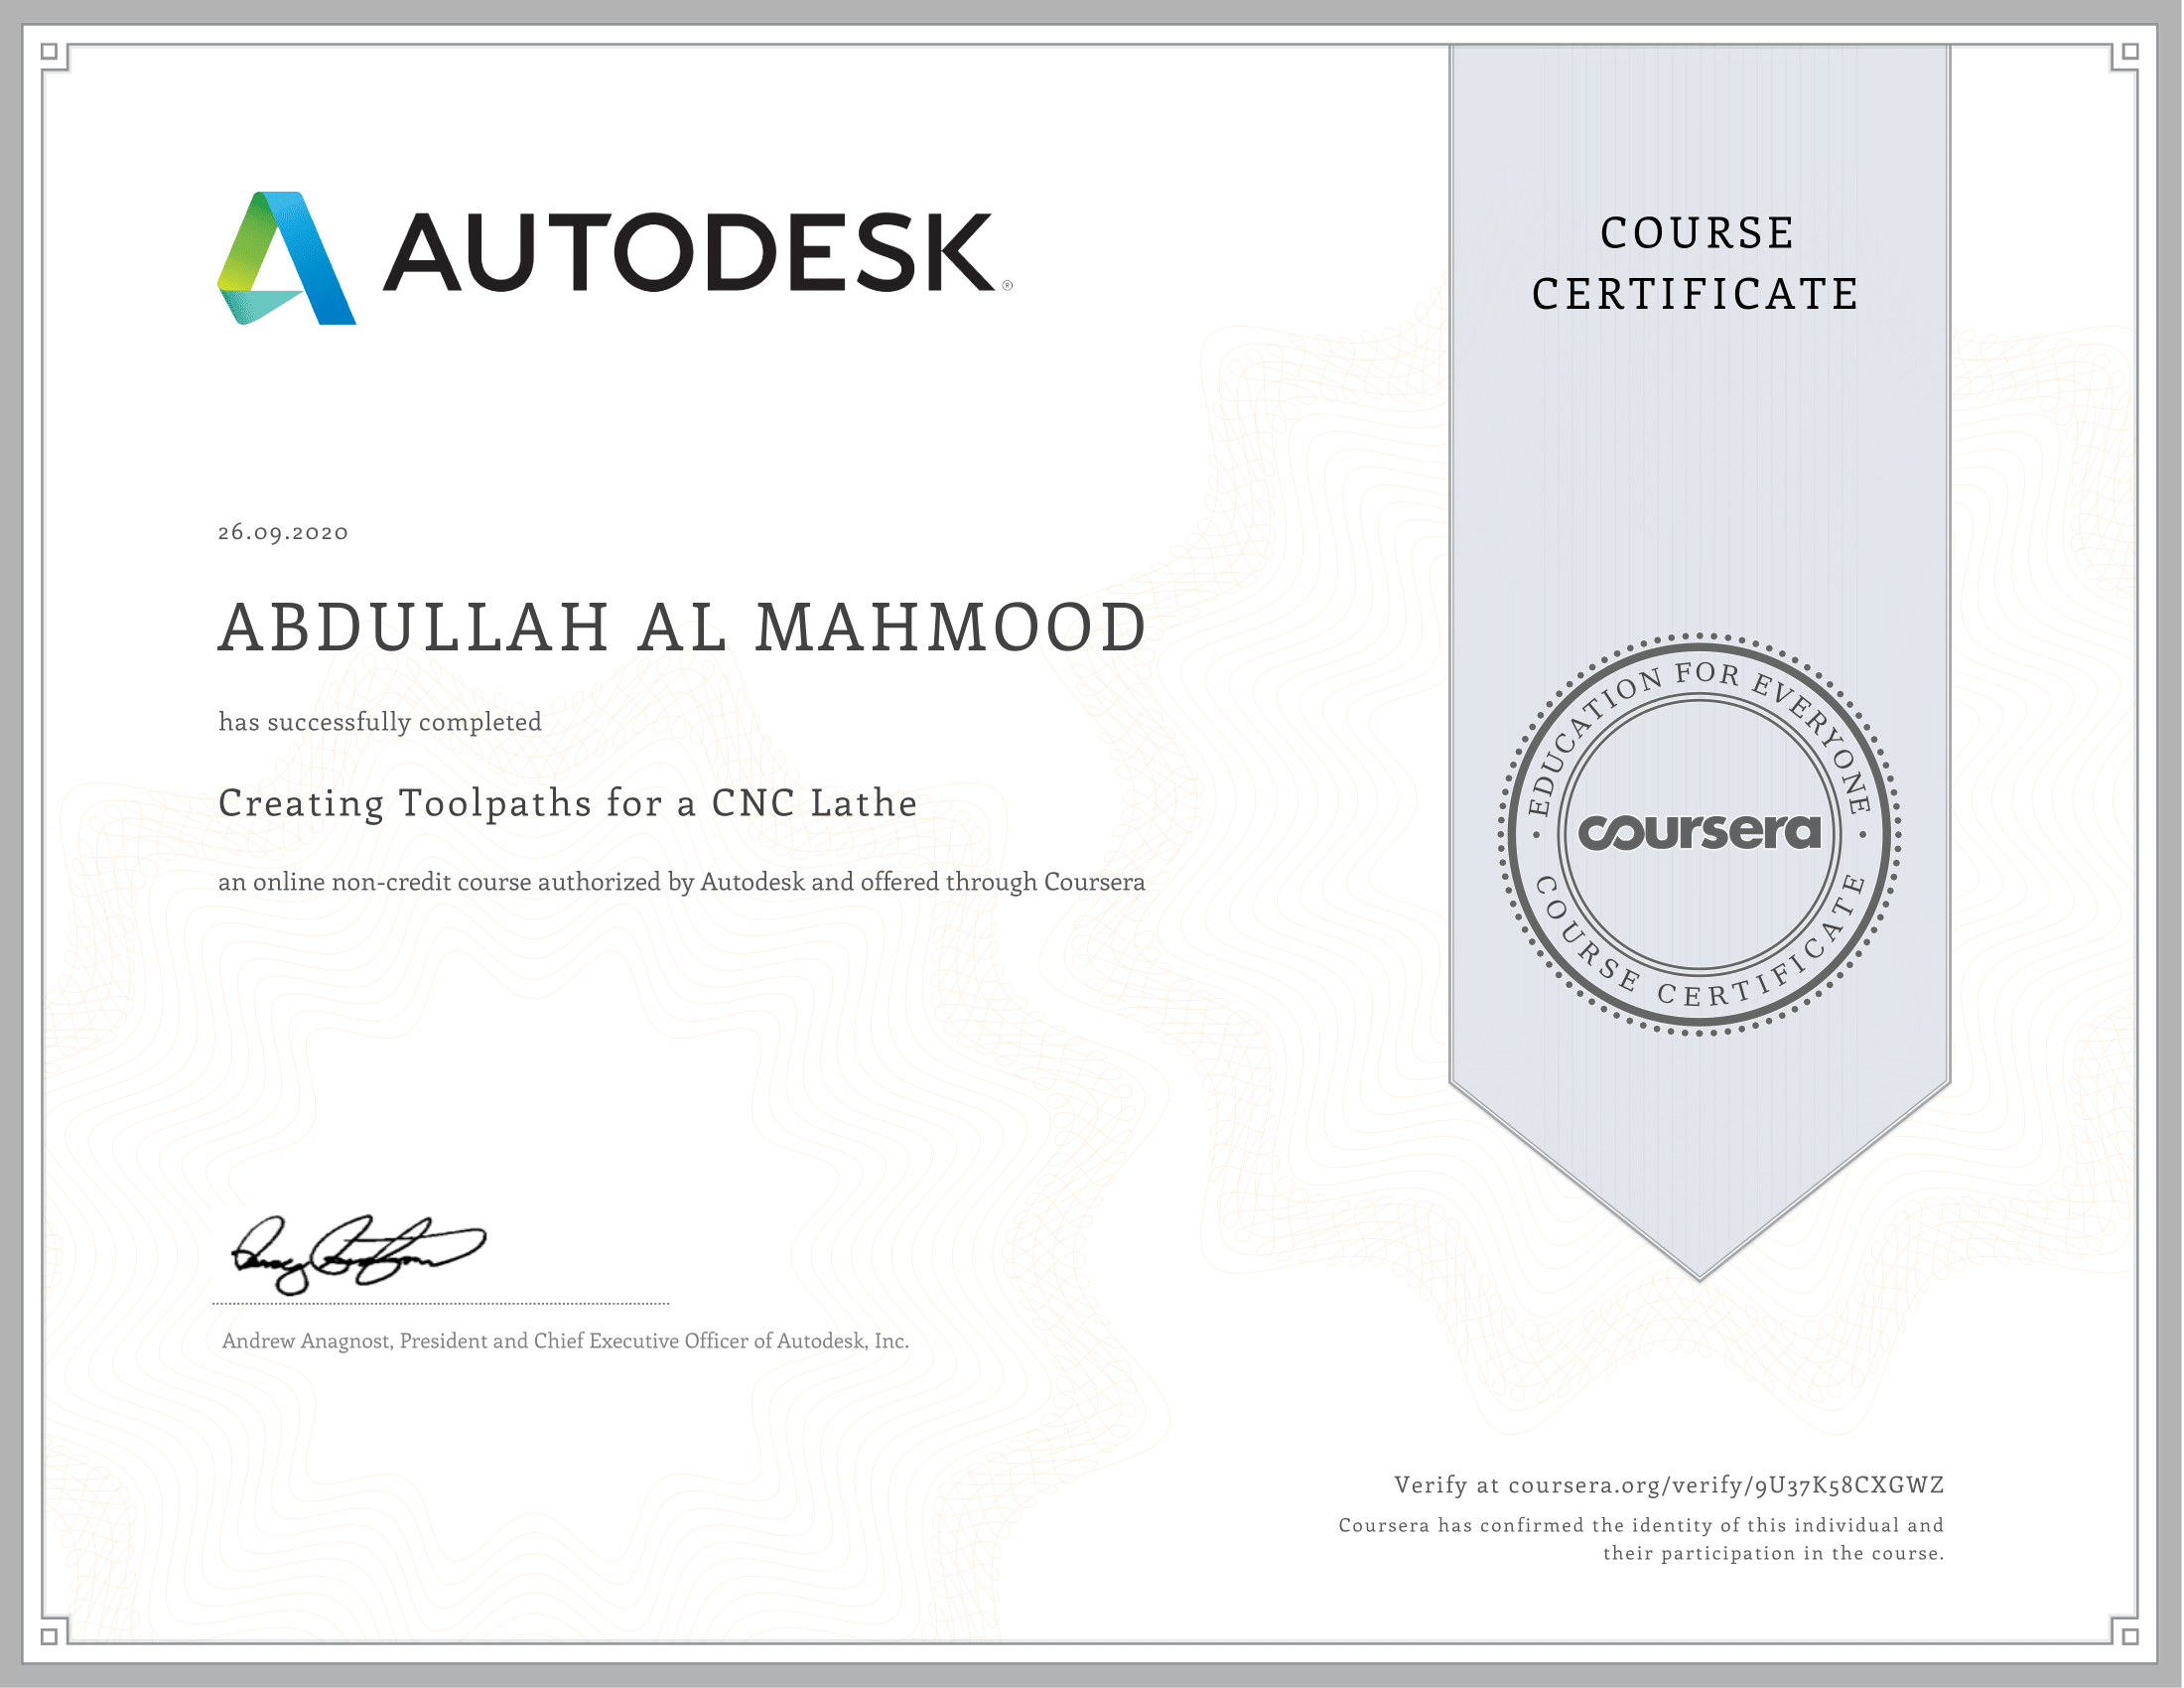 AUTODESK®
COURSE
CERTIFICATE
26.09.2020
ABDULLAH AL MAHMOOD
has successfully completed
Creating Toolpaths for a CNC Lathe
an online non-credit course authorized by Autodesk and offered through Coursera
EDUCATION FOR EVERYONE
coursera
COURSE CERTIFICATE
Andrew Anagnost, President and Chief Executive Officer of Autodesk, Inc.
Verify at coursera.org/verify/9U37K58CXGWZ
Coursera has confirmed the identity of this individual and
their participation in the course.